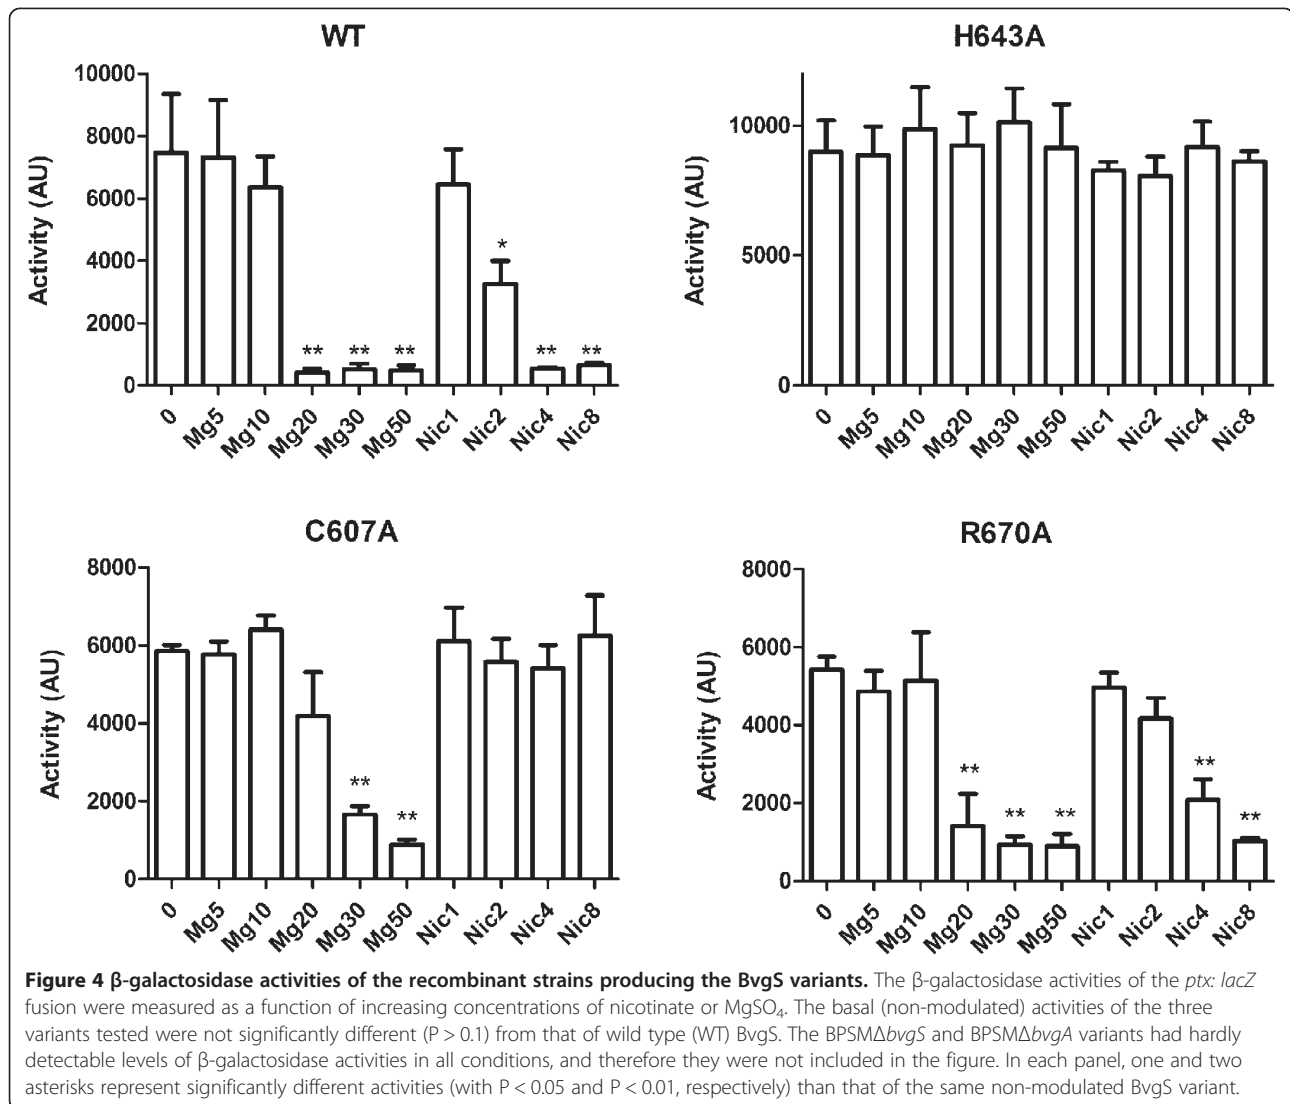 WT
10000
8000
6000
4000
2000
0
Activity (AU)
** ** ** * ** **
0 Mg5 Mg10 Mg20 Mg30 Mg50 Nic1 Nic2 Nic4 Nic8
H643A
10000
5000
0
Activity (AU)
0 Mg5 Mg10 Mg20 Mg30 Mg50 Nic1 Nic2 Nic4 Nic8
C607A
8000
6000
4000
2000
0
Activity (AU)
** **
0 Mg5 Mg10 Mg20 Mg30 Mg50 Nic1 Nic2 Nic4 Nic8
R670A
8000
6000
4000
2000
0
Activity (AU)
** ** ** ** **
0 Mg5 Mg10 Mg20 Mg30 Mg50 Nic1 Nic2 Nic4 Nic8
Figure 4 β-galactosidase activities of the recombinant strains producing the BvgS variants. The β-galactosidase activities of the ptx: lacZ
fusion were measured as a function of increasing concentrations of nicotinate or MgSO₄. The basal (non-modulated) activities of the three
variants tested were not significantly different (P > 0.1) from that of wild type (WT) BvgS. The BPSMΔbvgS and BPSMΔbvgA variants had hardly
detectable levels of β-galactosidase activities in all conditions, and therefore they were not included in the figure. In each panel, one and two
asterisks represent significantly different activities (with P < 0.05 and P < 0.01, respectively) than that of the same non-modulated BvgS variant.